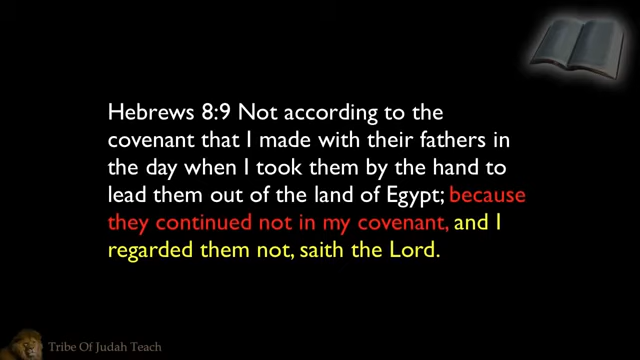 Hebrews 8:9 Not according to the
covenant that I made with their fathers in
the day when I took them by the hand to
lead them out of the land of Egypt; because
they continued not in my covenant, and I
regarded them not, saith the Lord.
Tribe Of Judah Teach